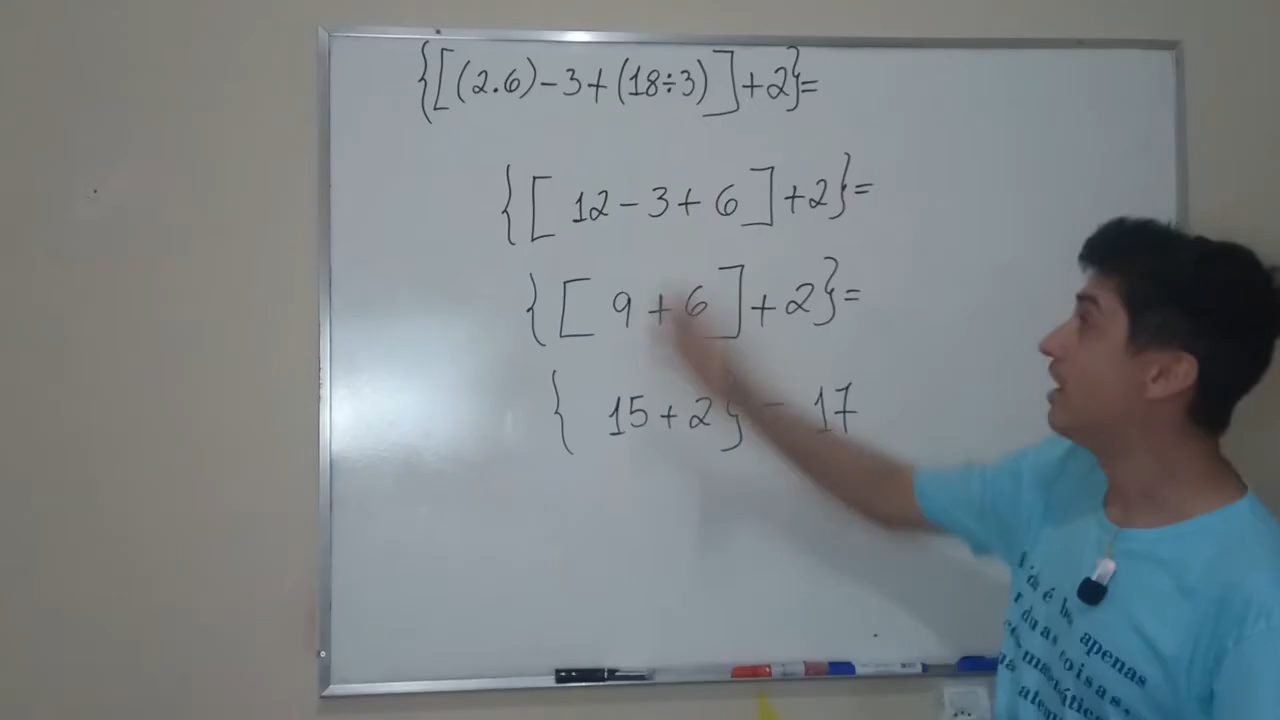 {[(2.6)-3+(18÷3)]+2}=
{[12-3+6]+2}=
{[9+6]+2}=
{15+2}=17
é apenas
duas coisas